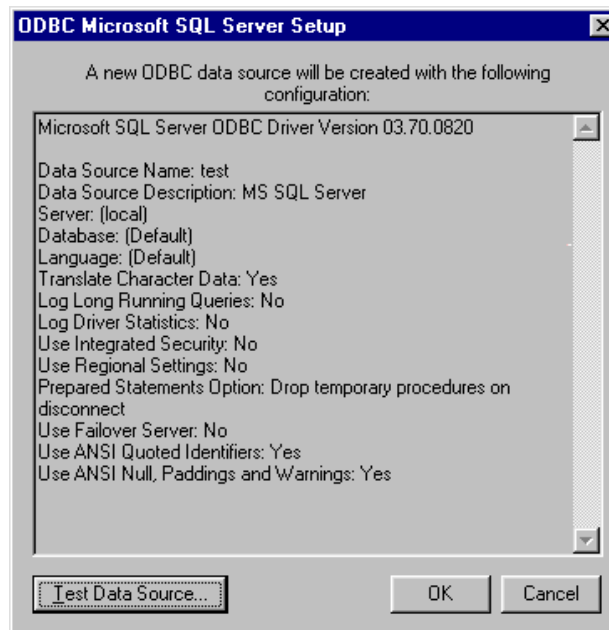 ODBC Microsoft SQL Server Setup
A new ODBC data source will be created with the following
configuration:
Microsoft SQL Server ODBC Driver Version 03.70.0820
Data Source Name: test
Data Source Description: MS SQL Server
Server: (local)
Database: (Default)
Language: (Default)
Translate Character Data: Yes
Log Long Running Queries: No
Log Driver Statistics: No
Use Integrated Security: No
Use Regional Settings: No
Prepared Statements Option: Drop temporary procedures on
disconnect
Use Failover Server: No
Use ANSI Quoted Identifiers: Yes
Use ANSI Null, Paddings and Warnings: Yes
Test Data Source...
OK
Cancel